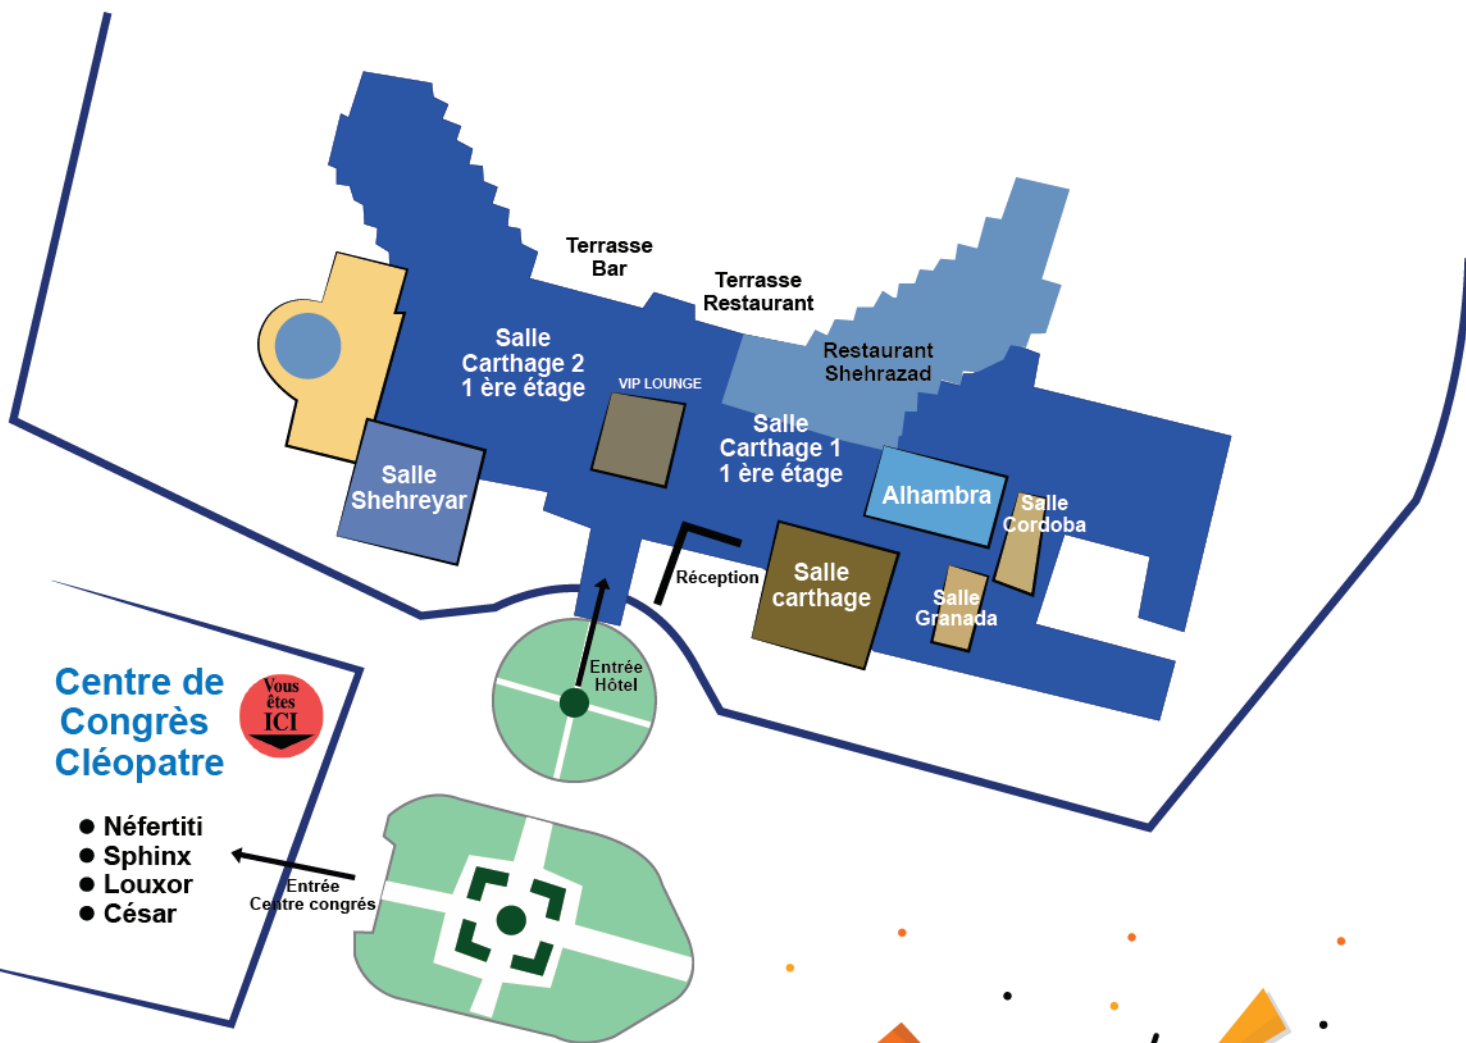 Terrasse
Bar
Terrasse
Restaurant
Salle
Carthage 2
1 ère étage
VIP LOUNGE
Restaurant
Shehrazad
Salle
Carthage 1
1 ère étage
Salle
Shehreyar
Alhambra
Salle
Cordoba
Réception
Salle
carthage
Salle
Granada
Entrée
Hôtel
Centre de
Congrès
Cléopatre
Vous
êtes
ICI
Néfertiti
Sphinx
Louxor
César
Entrée
Centre congrés